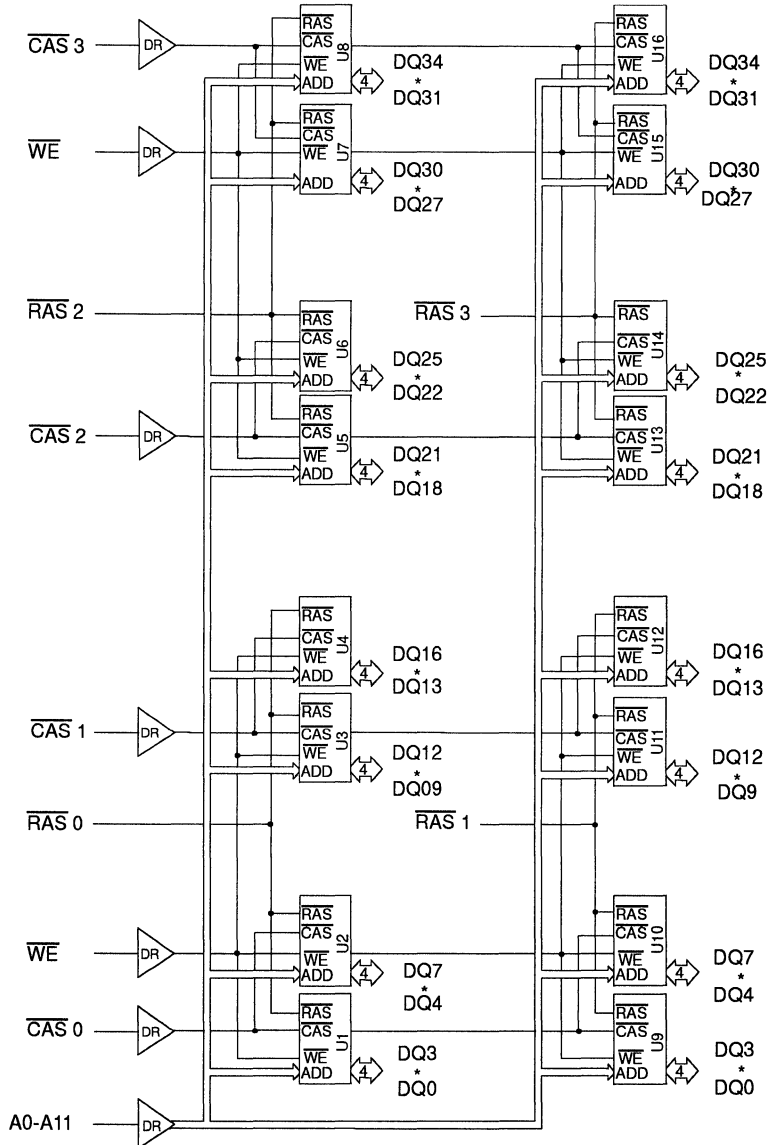 CAS 3
DR
RAS
CAS
WE
ADD
U8
4
DQ34
*
DQ31
RAS
CAS
WE
ADD
U16
4
DQ34
*
DQ31
WE
DR
RAS
CAS
WE
ADD
U7
4
DQ30
*
DQ27
RAS
CAS
WE
ADD
U15
4
DQ30
*
DQ27
RAS 2
RAS
CAS
WE
ADD
U6
4
DQ25
*
DQ22
RAS 3
RAS
CAS
WE
ADD
U14
4
DQ25
*
DQ22
CAS 2
DR
RAS
CAS
WE
ADD
U5
4
DQ21
*
DQ18
RAS
CAS
WE
ADD
U13
4
DQ21
*
DQ18
RAS
CAS
WE
ADD
U4
4
DQ16
*
DQ13
RAS
CAS
WE
ADD
U12
4
DQ16
*
DQ13
CAS 1
DR
RAS
CAS
WE
ADD
U3
4
DQ12
*
DQ09
RAS
CAS
WE
ADD
U11
4
DQ12
*
DQ9
RAS 0
RAS 1
WE
DR
RAS
CAS
WE
ADD
U2
4
DQ7
*
DQ4
RAS
CAS
WE
ADD
U10
4
DQ7
*
DQ4
CAS 0
DR
RAS
CAS
WE
ADD
U1
4
DQ3
*
DQ0
RAS
CAS
WE
ADD
U9
4
DQ3
*
DQ0
A0-A11
DR